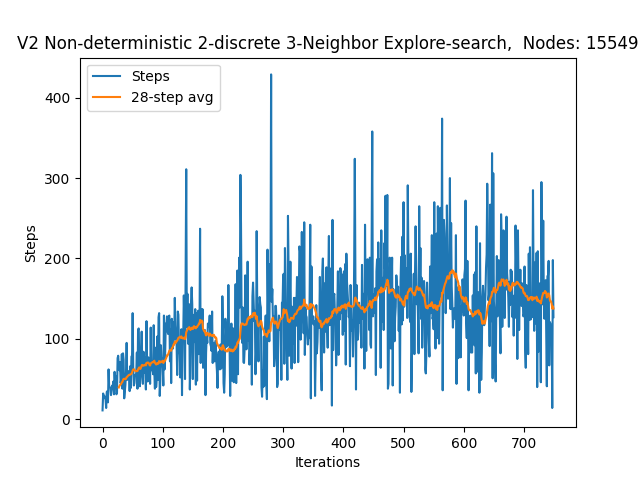 V2 Non-deterministic 2-discrete 3-Neighbor Explore-search,  Nodes: 15549
Steps
28-step avg
400
300
200
100
0
Steps
0 100 200 300 400 500 600 700
Iterations